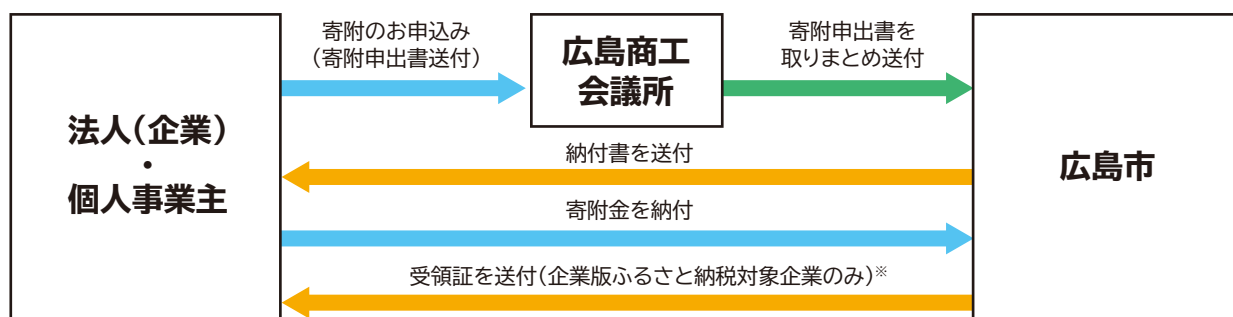 寄附のお申込み
（寄附申出書送付）
広島商工
会議所
寄附申出書を
取りまとめ送付
法人（企業）
・
個人事業主
納付書を送付
広島市
寄附金を納付
受領証を送付（企業版ふるさと納税対象企業のみ）※